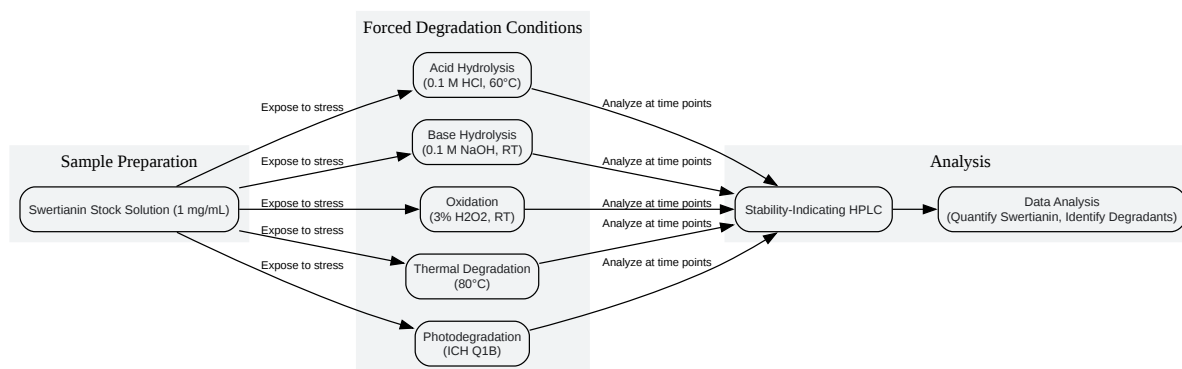 Forced Degradation Conditions
Acid Hydrolysis
(0.1 M HCl, 60°C)
Analyze at time points
Expose to stress
Base Hydrolysis
(0.1 M NaOH, RT)
Analyze at time points
Expose to stress
Sample Preparation
Analysis
Swertianin Stock Solution (1 mg/mL)
Expose to stress
Oxidation
(3% H2O2, RT)
Analyze at time points
Stability-Indicating HPLC
Data Analysis
(Quantify Swertianin, Identify Degradants)
Expose to stress
Analyze at time points
Thermal Degradation
(80°C)
Expose to stress
Analyze at time points
Photodegradation
(ICH Q1B)